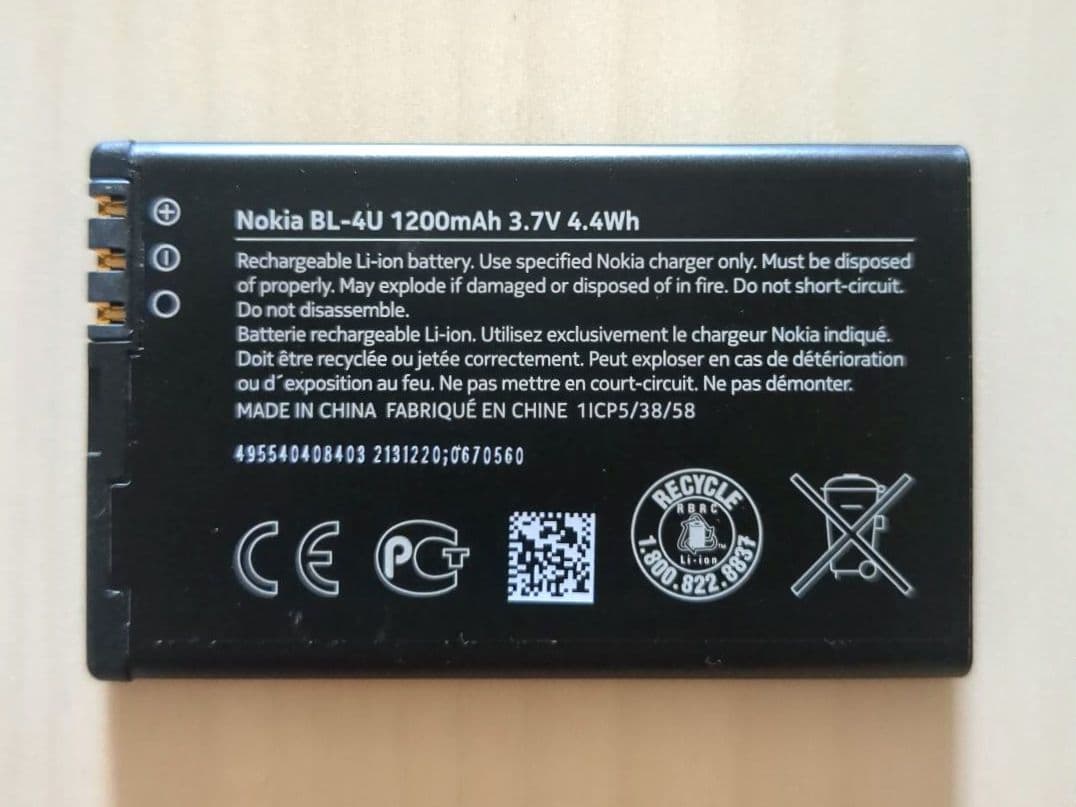 Nokia BL-4U 1200mAh 3.7V 4.4Wh
Rechargeable Li-ion battery. Use specified Nokia charger only. Must be disposed
of properly. May explode if damaged or disposed of in fire. Do not short-circuit.
Do not disassemble.
Batterie rechargeable Li-ion. Utilisez exclusivement le chargeur Nokia indiqué.
Doit être recyclée ou jetée correctement. Peut exploser en cas de détérioration
ou d´exposition au feu. Ne pas mettre en court-circuit. Ne pas démonter.
MADE IN CHINA FABRIQUÉ EN CHINE 1ICP5/38/58
495540408403 2131220;0670560
CE
PCT
RECYCLE
RBRC
Li-ion
1.800.822.8837